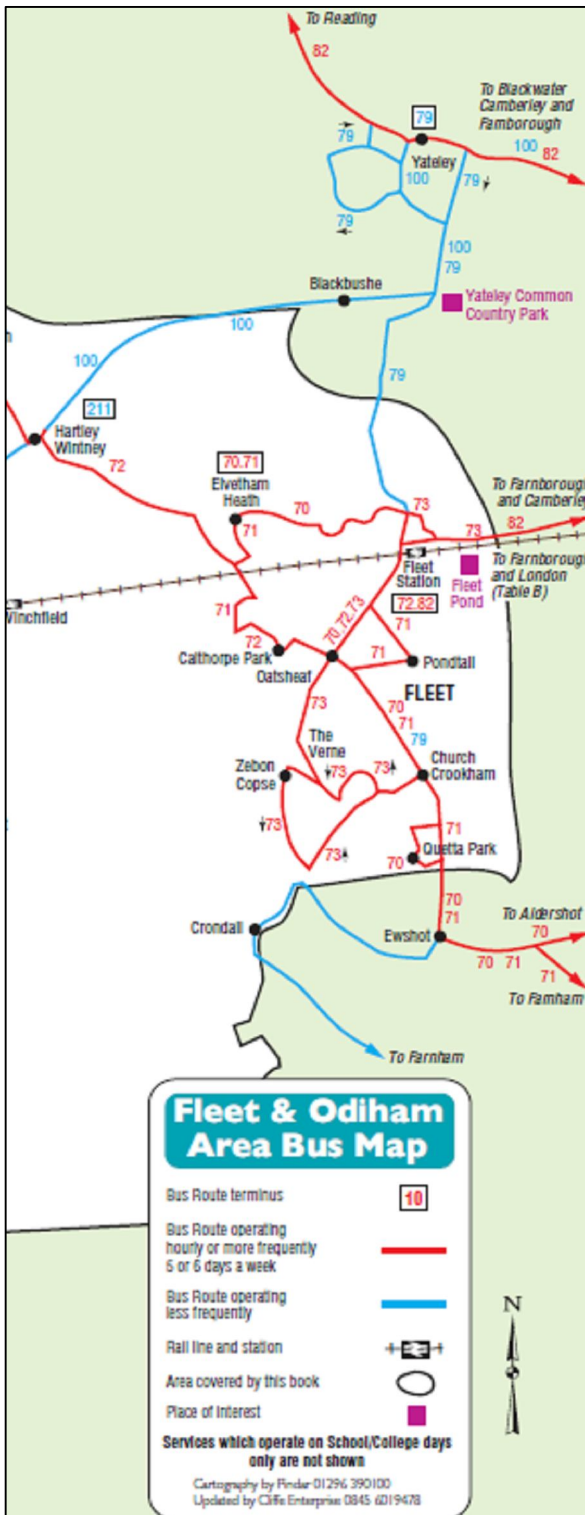 To Reading
82
To Blackwater
Camberley and
Farnborough
79
79
Yateley
100
82
100
79
79
100
79
Blackbushe
Yateley Common
Country Park
100
79
100
211
Hartley
Wintney
72
70.71
Elvetham
Heath
70
71
73
To Farnborough
and Camberley
73
82
Fleet
Station
Fleet
Pond
To Farnborough
and London
(Table B)
Winchfield
71
72.82
70,72,73
71
72
71
Calthorpe Park
Oatsheaf
Pondtail
FLEET
73
70
71
79
The
Verne
Zebon
Copse
73
73
Church
Crookham
73
73
71
70
Quetta Park
70
71
Crondall
Ewshot
To Aldershot
70
70 71
71
To Farnham
To Farnham
Fleet & Odiham
Area Bus Map
Bus Route terminus
10
Bus Route operating
hourly or more frequently
5 or 6 days a week
Bus Route operating
less frequently
Rail line and station
Area covered by this book
Place of Interest
N
Services which operate on School/College days
only are not shown
Cartography by Pindar 01296 390100
Updated by Cliffe Enterprise 0845 6019478